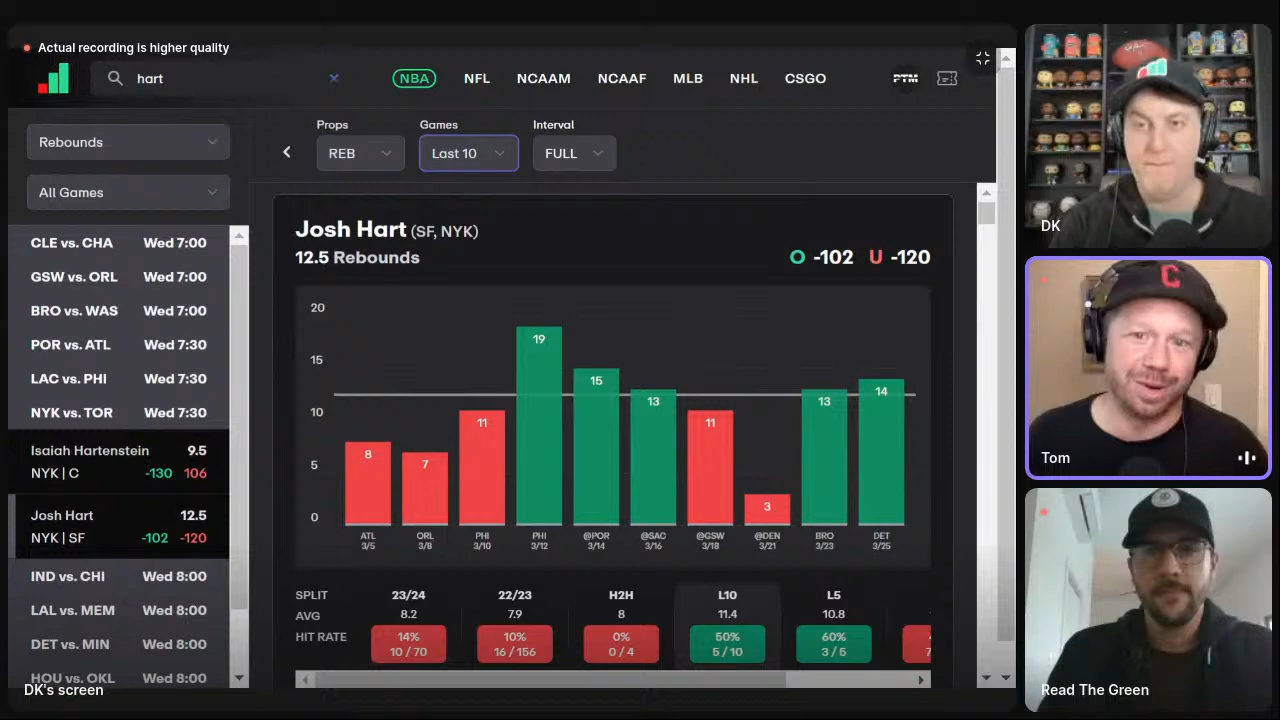 Actual recording is higher quality
hart
NBA NFL NCAAM NCAAF MLB NHL CSGO
Props Games Interval
Rebounds
REB Last 10 FULL
All Games
CLE vs. CHA Wed 7:00
GSW vs. ORL Wed 7:00
BRO vs. WAS Wed 7:00
POR vs. ATL Wed 7:30
LAC vs. PHI Wed 7:30
NYK vs. TOR Wed 7:30
Isaiah Hartenstein 9.5
NYK | C -130 106
Josh Hart 12.5
NYK | SF -102 -120
IND vs. CHI Wed 8:00
LAL vs. MEM Wed 8:00
DET vs. MIN Wed 8:00
HOU vs. OKL Wed 8:00
Josh Hart (SF, NYK)
12.5 Rebounds O -102 U -120
20
15
10
5
0
8 7 11 19 15 13 11 3 13 14
ATL ORL PHI PHI @POR @SAC @GSW @DEN BRO DET
3/5 3/8 3/10 3/12 3/14 3/16 3/18 3/21 3/23 3/25
SPLIT 23/24 22/23 H2H L10 L5
AVG 8.2 7.9 8 11.4 10.8
HIT RATE 14% 10% 0% 50% 60%
10 / 70 16 / 156 0 / 4 5 / 10 3 / 5
DK's screen
DK
C
Tom
Read The Green